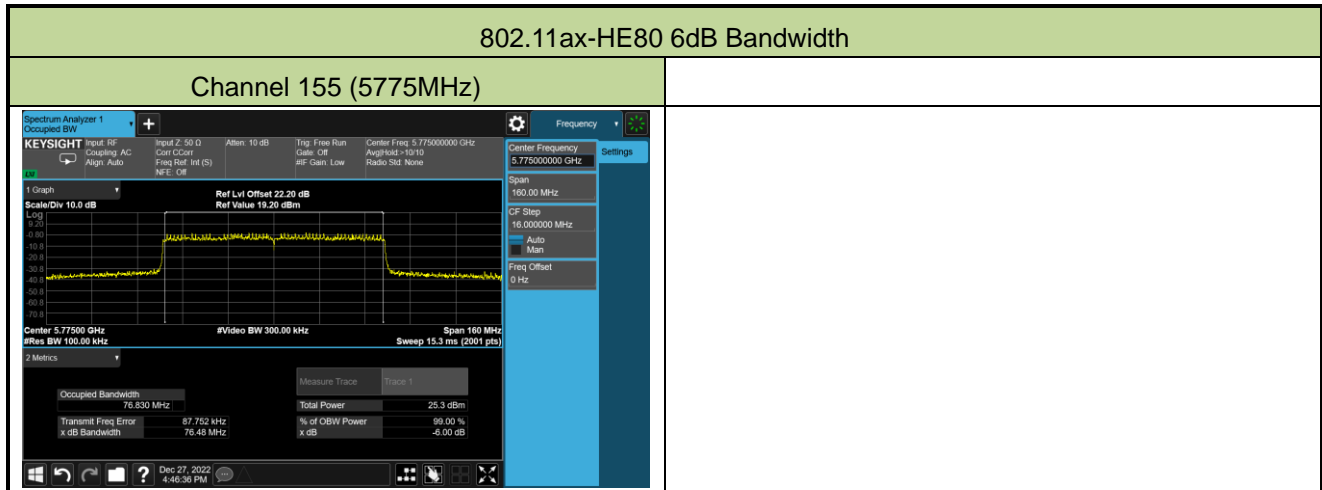 802.11ax-HE80 6dB Bandwidth
Channel 155 (5775MHz)
Spectrum Analyzer 1
Occupied BW
Frequency
KEYSIGHT Input: RF Input Z: 50 Ω Atten: 10 dB Trig: Free Run Center Freq: 5.775000000 GHz
Coupling: AC Corr CCorr Gate: Off Avg|Hold:>10/10
Align: Auto Freq Ref: Int (S) #IF Gain: Low Radio Std: None
NFE: Off
LXI
1 Graph
Ref Lvl Offset 22.20 dB
Scale/Div 10.0 dB Ref Value 19.20 dBm
Log
9.20
-0.80
-10.8
-20.8
-30.8
-40.8
-50.8
-60.8
-70.8
Center 5.77500 GHz #Video BW 300.00 kHz Span 160 MHz
#Res BW 100.00 kHz Sweep 15.3 ms (2001 pts)
2 Metrics
Measure Trace Trace 1
Occupied Bandwidth
76.830 MHz
Total Power 25.3 dBm
Transmit Freq Error 87.752 kHz % of OBW Power 99.00 %
x dB Bandwidth 76.48 MHz x dB -6.00 dB
Center Frequency
5.775000000 GHz
Settings
Span
160.00 MHz
CF Step
16.000000 MHz
Auto
Man
Freq Offset
0 Hz
Dec 27, 2022
4:46:36 PM